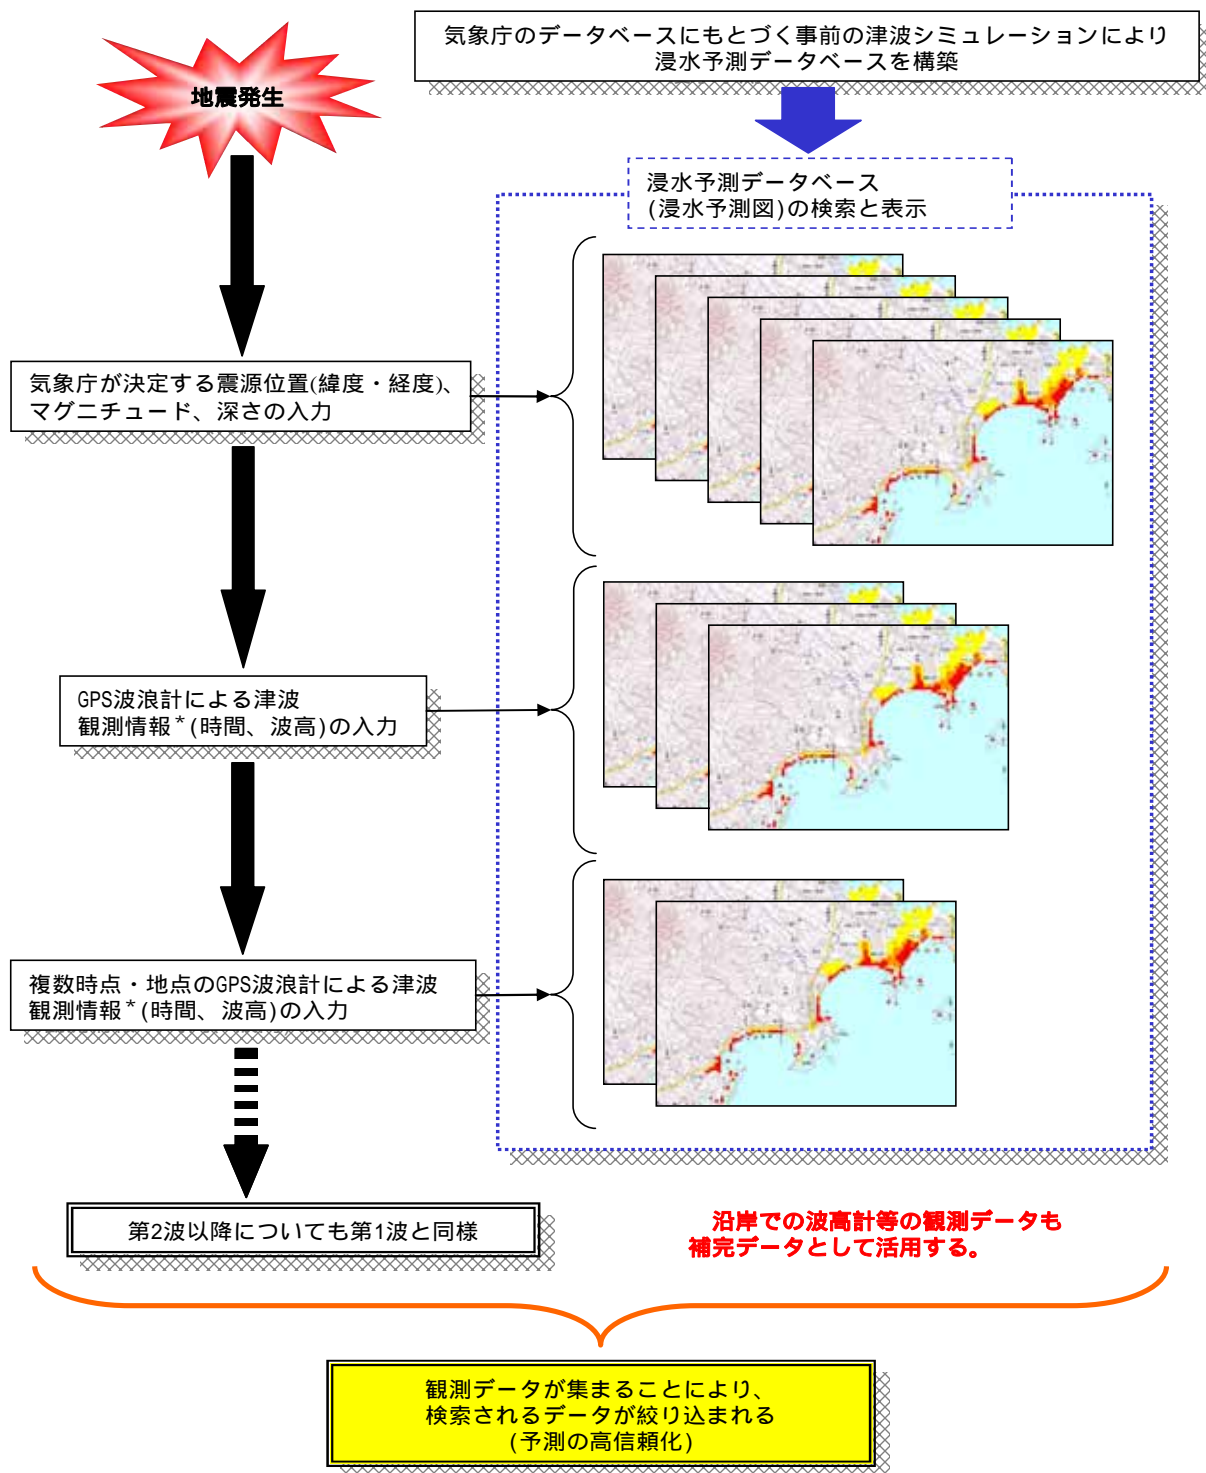 気象庁のデータベースにもとづく事前の津波シミュレーションにより
浸水予測データベースを構築
地震発生
浸水予測データベース
(浸水予測図)の検索と表示
気象庁が決定する震源位置(緯度・経度)、
マグニチュード、深さの入力
GPS波浪計による津波
観測情報*(時間、波高)の入力
複数時点・地点のGPS波浪計による津波
観測情報*(時間、波高)の入力
第2波以降についても第1波と同様
沿岸での波高計等の観測データも
補完データとして活用する。
観測データが集まることにより、
検索されるデータが絞り込まれる
(予測の高信頼化)